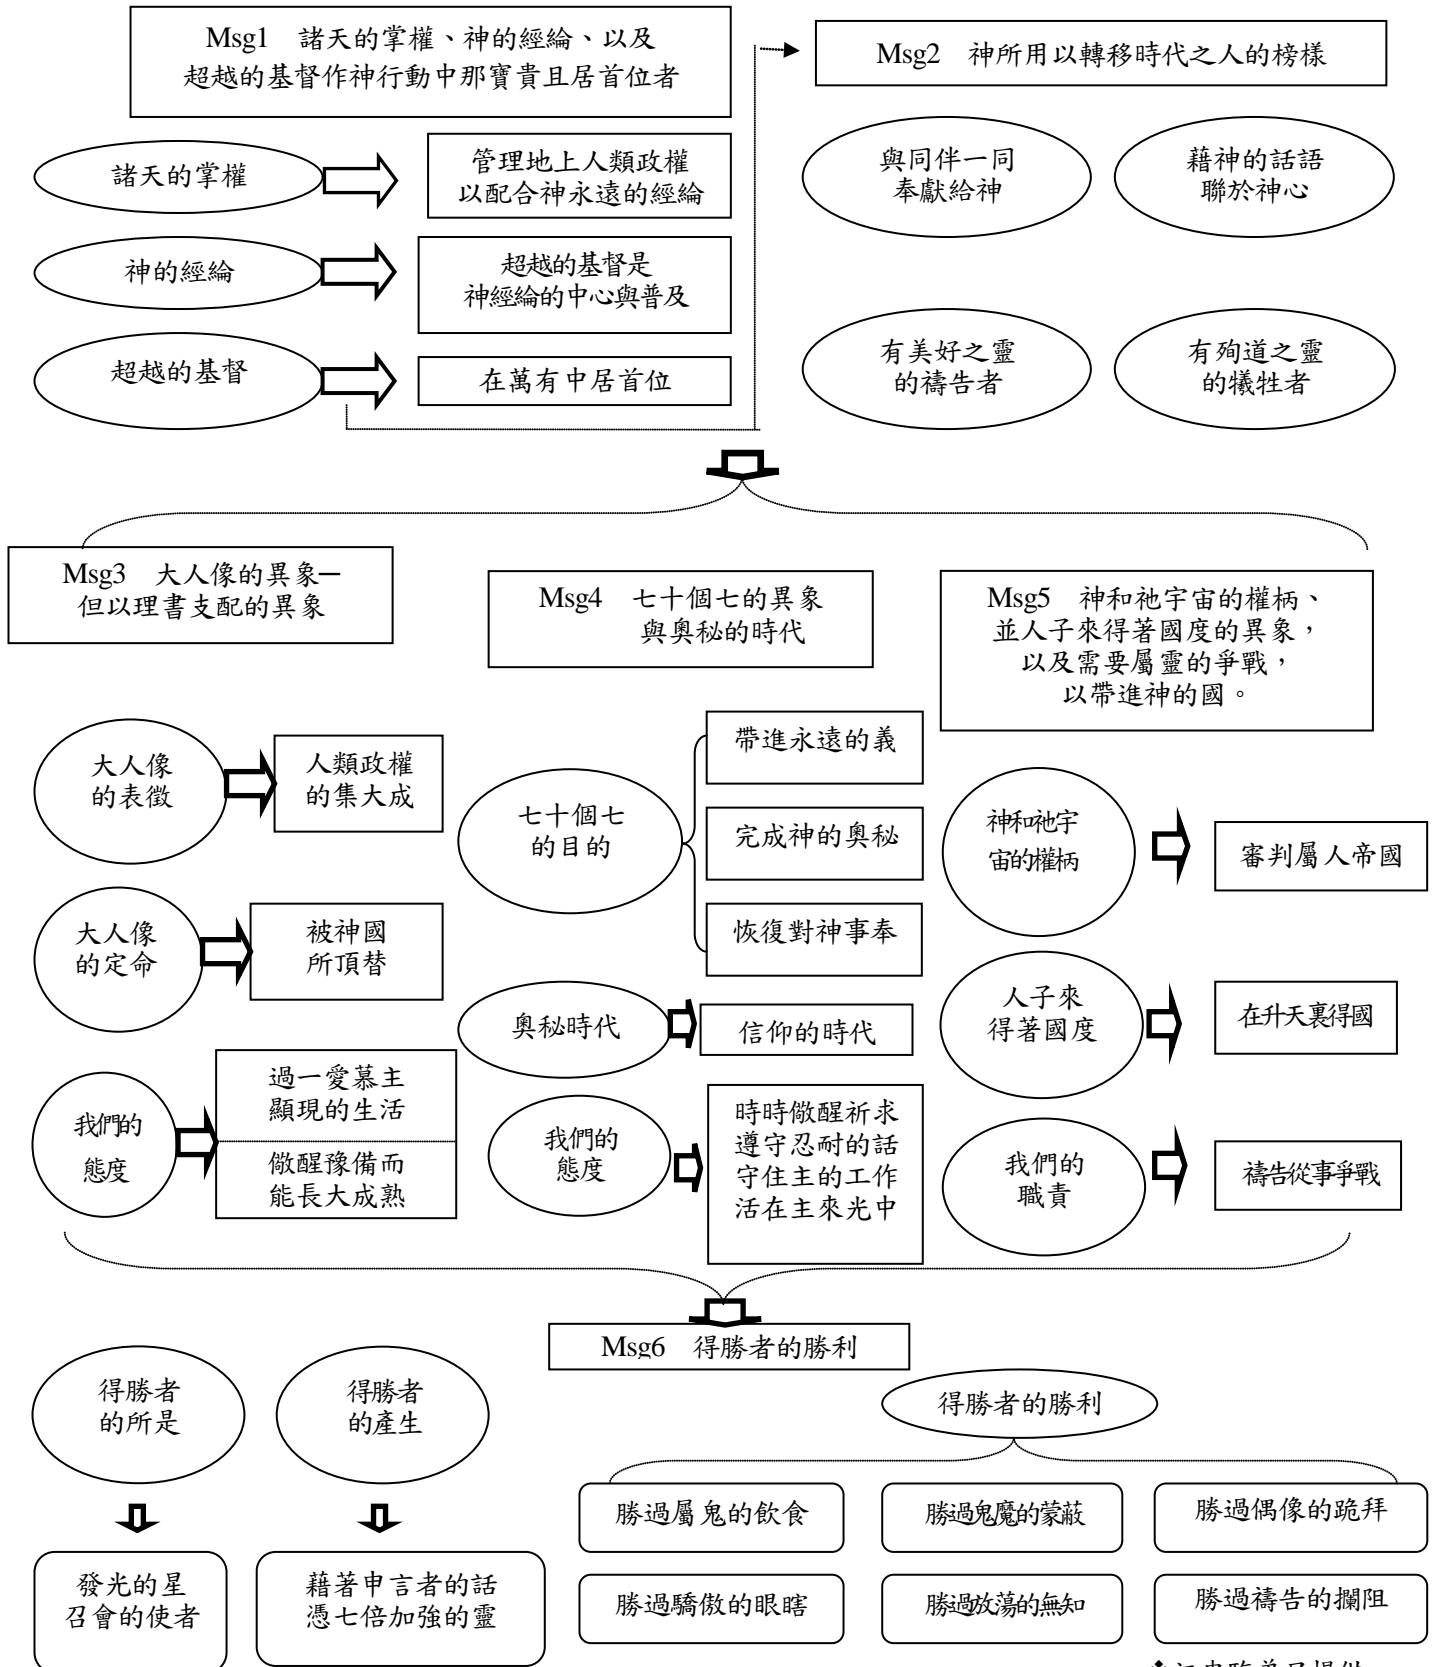 Msg1 諸天的掌權、神的經綸、以及
超越的基督作神行動中那寶貴且居首位者
Msg2 神所用以轉移時代之人的榜樣
諸天的掌權
管理地上人類政權
以配合神永遠的經綸
神的經綸
超越的基督是
神經綸的中心與普及
超越的基督
在萬有中居首位
與同伴一同
奉獻給神
藉神的話語
聯於神心
有美好之靈
的禱告者
有殉道之靈
的犧牲者
Msg3 大人像的異象─
但以理書支配的異象
Msg4 七十個七的異象
與奧秘的時代
Msg5 神和祂宇宙的權柄、
並人子來得著國度的異象，
以及需要屬靈的爭戰，
以帶進神的國。
大人像
的表徵
人類政權
的集大成
大人像
的定命
被神國
所頂替
我們的
態度
過一愛慕主
顯現的生活
儆醒豫備而
能長大成熟
七十個七
的目的
帶進永遠的義
完成神的奧秘
恢復對神事奉
奧秘時代
信仰的時代
我們的
態度
時時儆醒祈求
遵守忍耐的話
守住主的工作
活在主來光中
神和祂宇
宙的權柄
審判屬人帝國
人子來
得著國度
在升天裏得國
我們的
職責
禱告從事爭戰
Msg6 得勝者的勝利
得勝者
的所是
發光的星
召會的使者
得勝者
的產生
藉著申言者的話
憑七倍加強的靈
得勝者的勝利
勝過屬鬼的飲食
勝過鬼魔的蒙蔽
勝過偶像的跪拜
勝過驕傲的眼瞎
勝過放蕩的無知
勝過禱告的攔阻